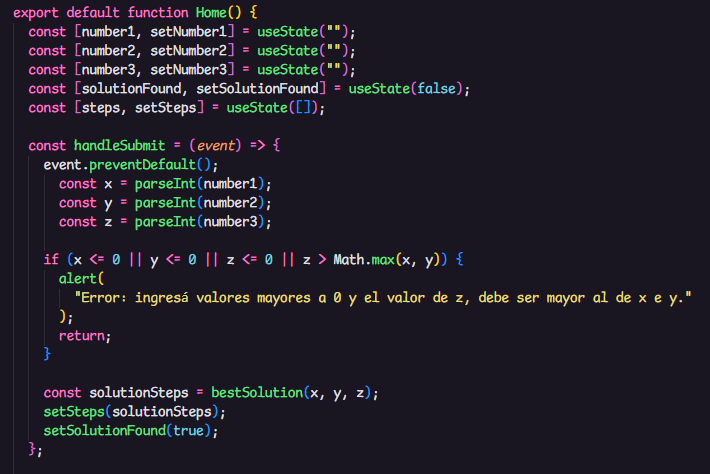 export default function Home() {
const [number1, setNumber1] = useState("");
const [number2, setNumber2] = useState("");
const [number3, setNumber3] = useState("");
const [solutionFound, setSolutionFound] = useState(false);
const [steps, setSteps] = useState([]);
const handleSubmit = (event) => {
event.preventDefault();
const x = parseInt(number1);
const y = parseInt(number2);
const z = parseInt(number3);
if (x <= 0 || y <= 0 || z <= 0 || z > Math.max(x, y)) {
alert(
"Error: ingresá valores mayores a 0 y el valor de z, debe ser mayor al de x e y."
);
return;
}
const solutionSteps = bestSolution(x, y, z);
setSteps(solutionSteps);
setSolutionFound(true);
};